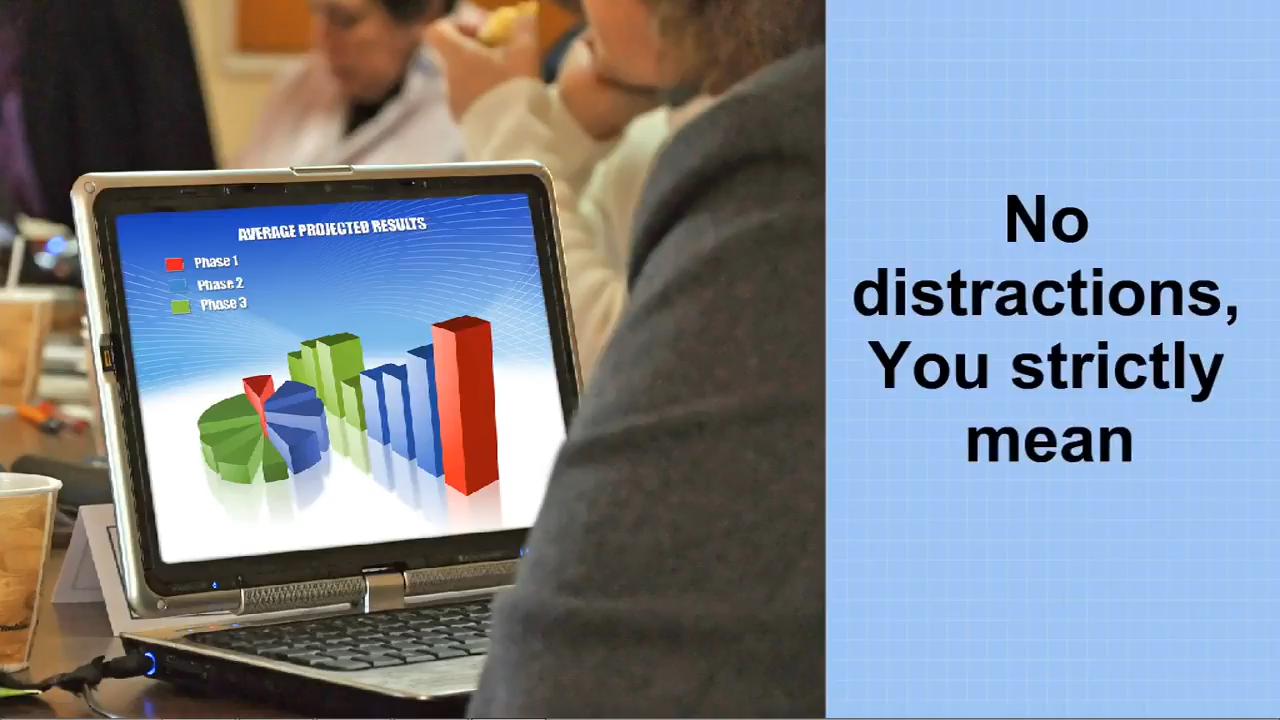 AVERAGE PROJECTED RESULTS
Phase 1
Phase 2
Phase 3
No
distractions,
You strictly
mean